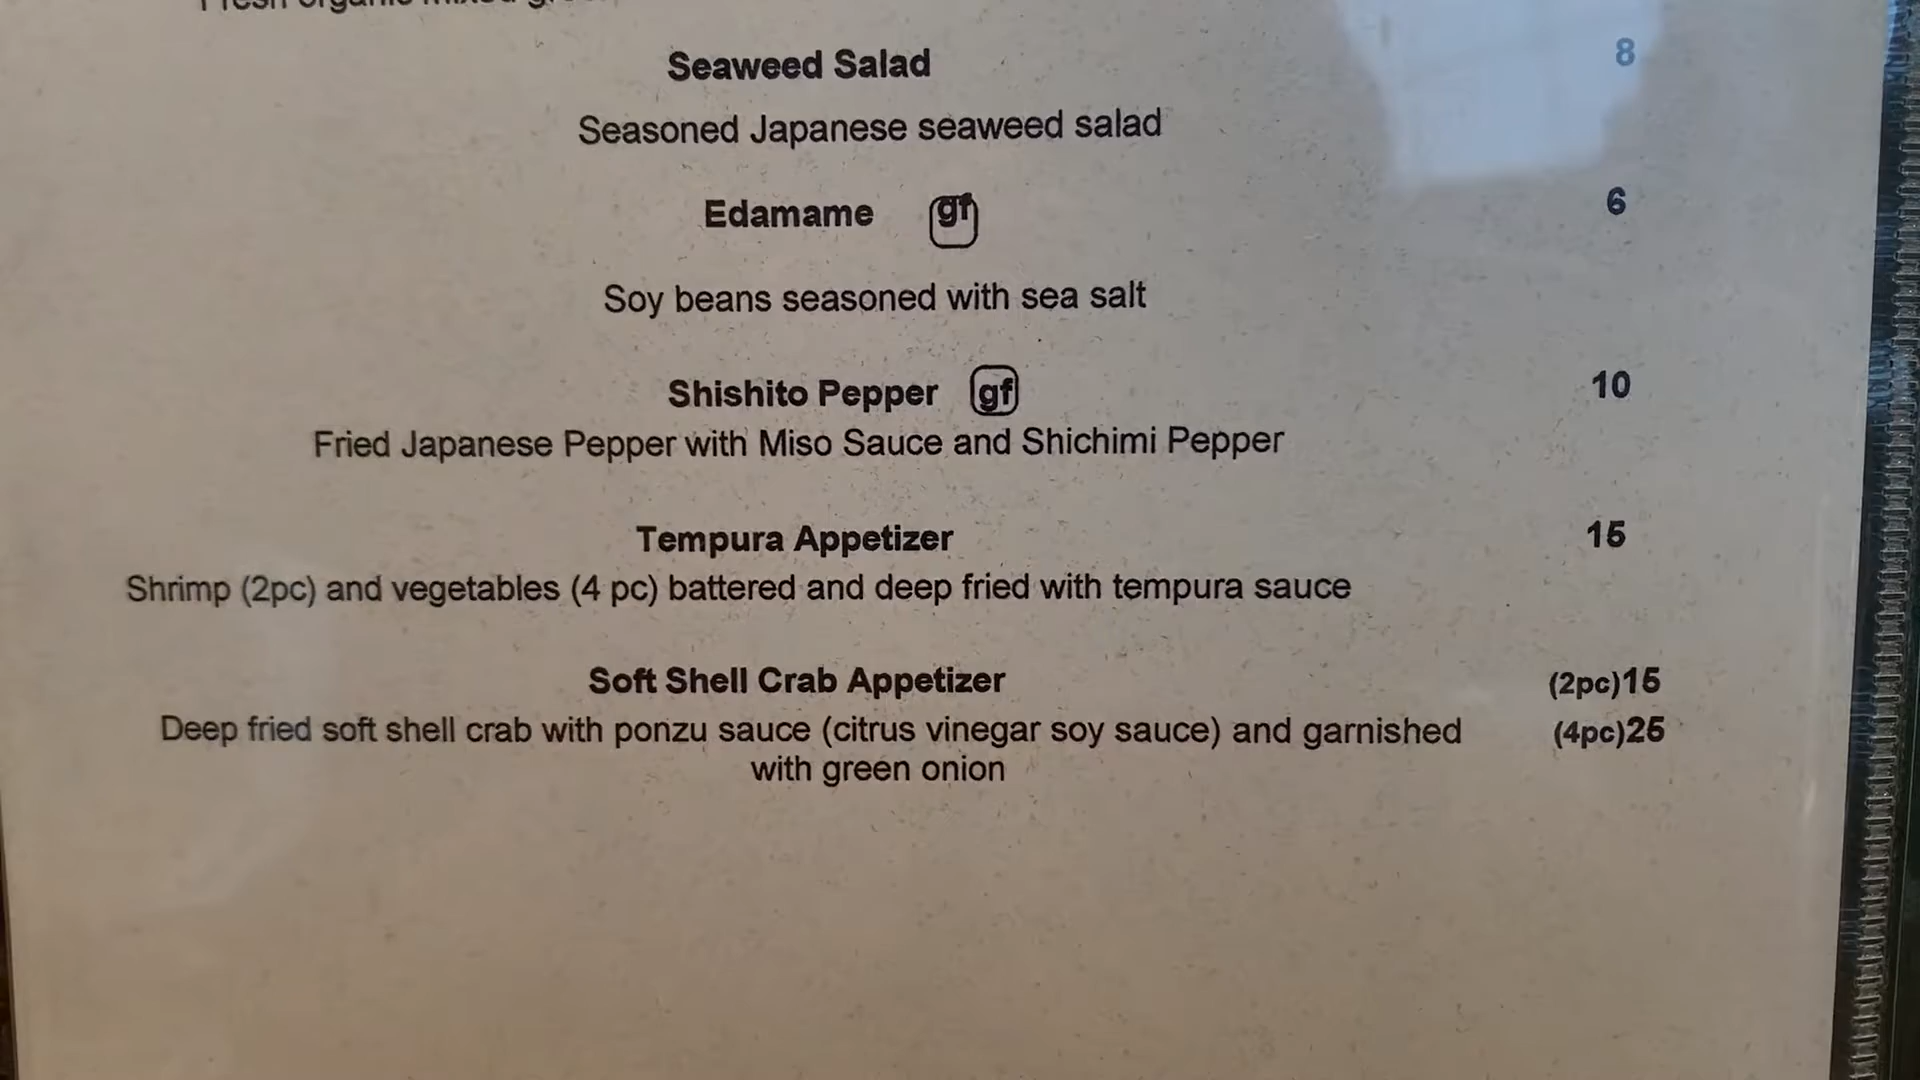 Fresh organic mixed
Seaweed Salad 8
Seasoned Japanese seaweed salad
Edamame gf 6
Soy beans seasoned with sea salt
Shishito Pepper gf 10
Fried Japanese Pepper with Miso Sauce and Shichimi Pepper
Tempura Appetizer 15
Shrimp (2pc) and vegetables (4 pc) battered and deep fried with tempura sauce
Soft Shell Crab Appetizer (2pc)15
Deep fried soft shell crab with ponzu sauce (citrus vinegar soy sauce) and garnished (4pc)25
with green onion